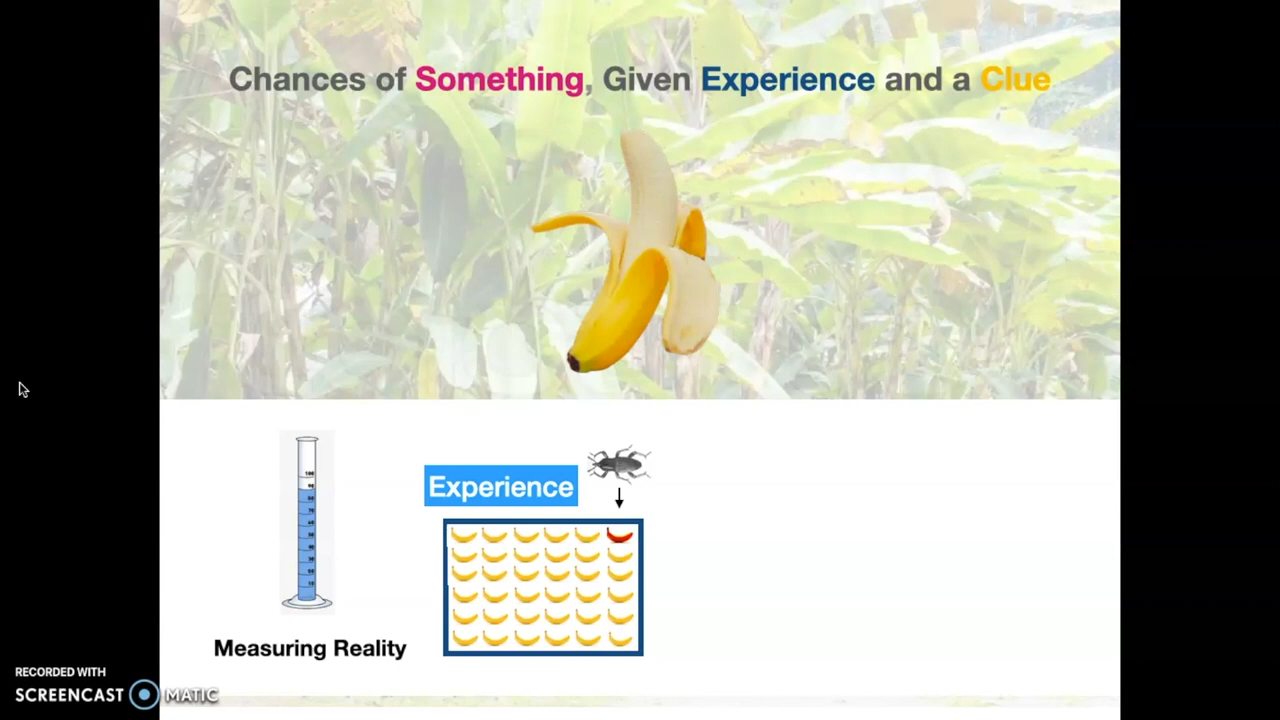 Chances of Something, Given Experience and a Clue
Experience
Measuring Reality
RECORDED WITH
SCREENCAST MATIC